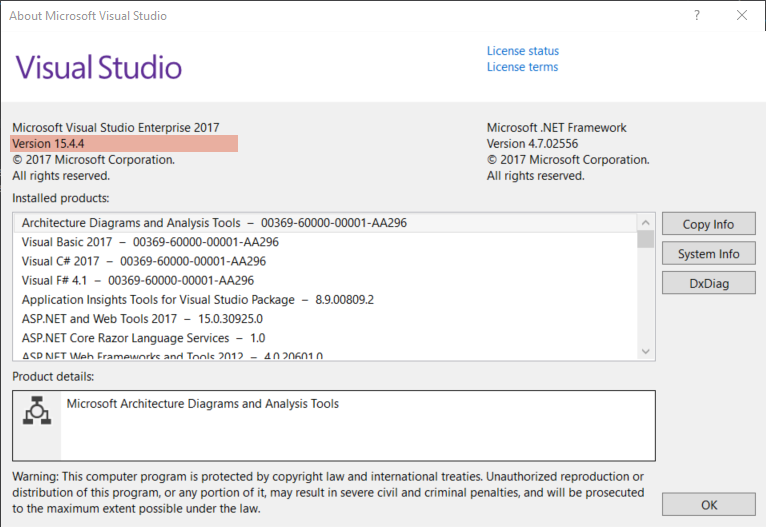 About Microsoft Visual Studio
?
Visual Studio
License status
License terms
Microsoft Visual Studio Enterprise 2017
Version 15.4.4
© 2017 Microsoft Corporation.
All rights reserved.
Microsoft .NET Framework
Version 4.7.02556
© 2017 Microsoft Corporation.
All rights reserved.
Installed products:
Architecture Diagrams and Analysis Tools – 00369-60000-00001-AA296
Visual Basic 2017 – 00369-60000-00001-AA296
Visual C# 2017 – 00369-60000-00001-AA296
Visual F# 4.1 – 00369-60000-00001-AA296
Application Insights Tools for Visual Studio Package – 8.9.00809.2
ASP.NET and Web Tools 2017 – 15.0.30925.0
ASP.NET Core Razor Language Services – 1.0
ASP.NET Web Frameworks and Tools 2012 – 4.0.20601.0
Copy Info
System Info
DxDiag
Product details:
Microsoft Architecture Diagrams and Analysis Tools
Warning: This computer program is protected by copyright law and international treaties. Unauthorized reproduction or
distribution of this program, or any portion of it, may result in severe civil and criminal penalties, and will be prosecuted
to the maximum extent possible under the law.
OK